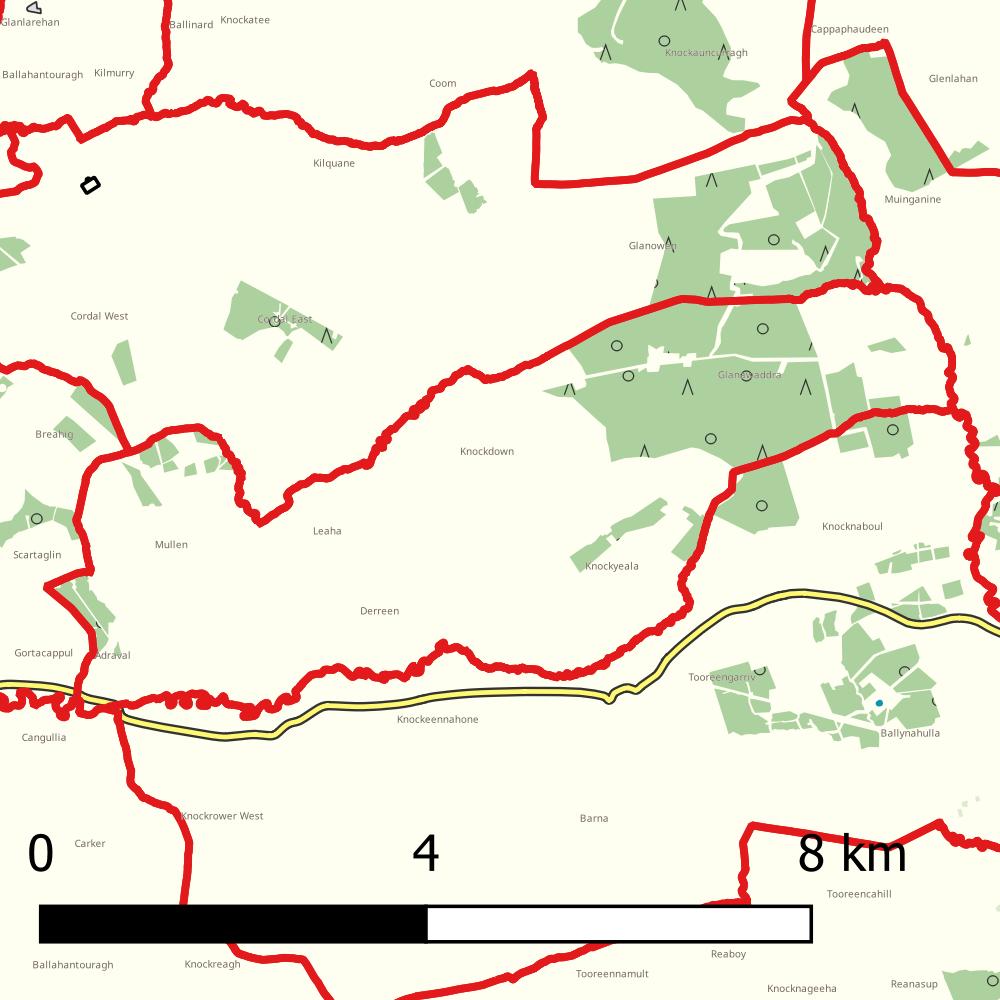 Glanlarehan
Ballinard
Knockatee
Cappaphaudeen
Knockauncurragh
Ballahantouragh
Kilmurry
Coom
Glenlahan
Kilquane
Muinganine
Glanowen
Cordal West
Cordal East
Glanawaddra
Breahig
Knockdown
Leaha
Knocknaboul
Mullen
Scartaglin
Knockyeala
Derreen
Gortacappul
Adraval
Tooreengarriv
Knockeennahone
Cangullia
Ballynahulla
Knockrower West
Barna
Carker
0 4 8 km
Tooreencahill
Reaboy
Ballahantouragh
Knockreagh
Tooreennamult
Knocknageeha
Reanasup